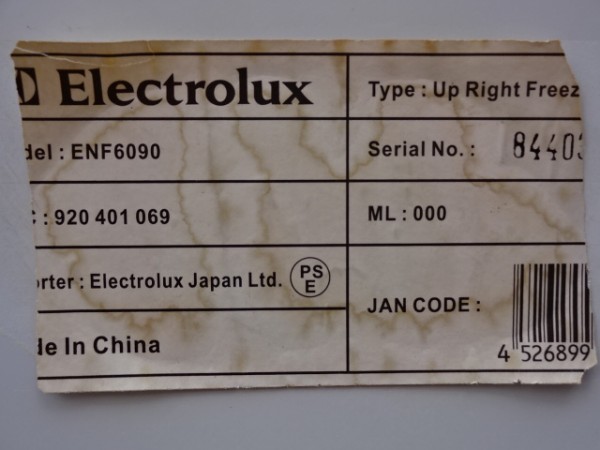 Electrolux
Type : Up Right Freez
del : ENF6090
Serial No. : 84403
C : 920 401 069
ML : 000
orter : Electrolux Japan Ltd. PS E
JAN CODE :
4 526899
de In China